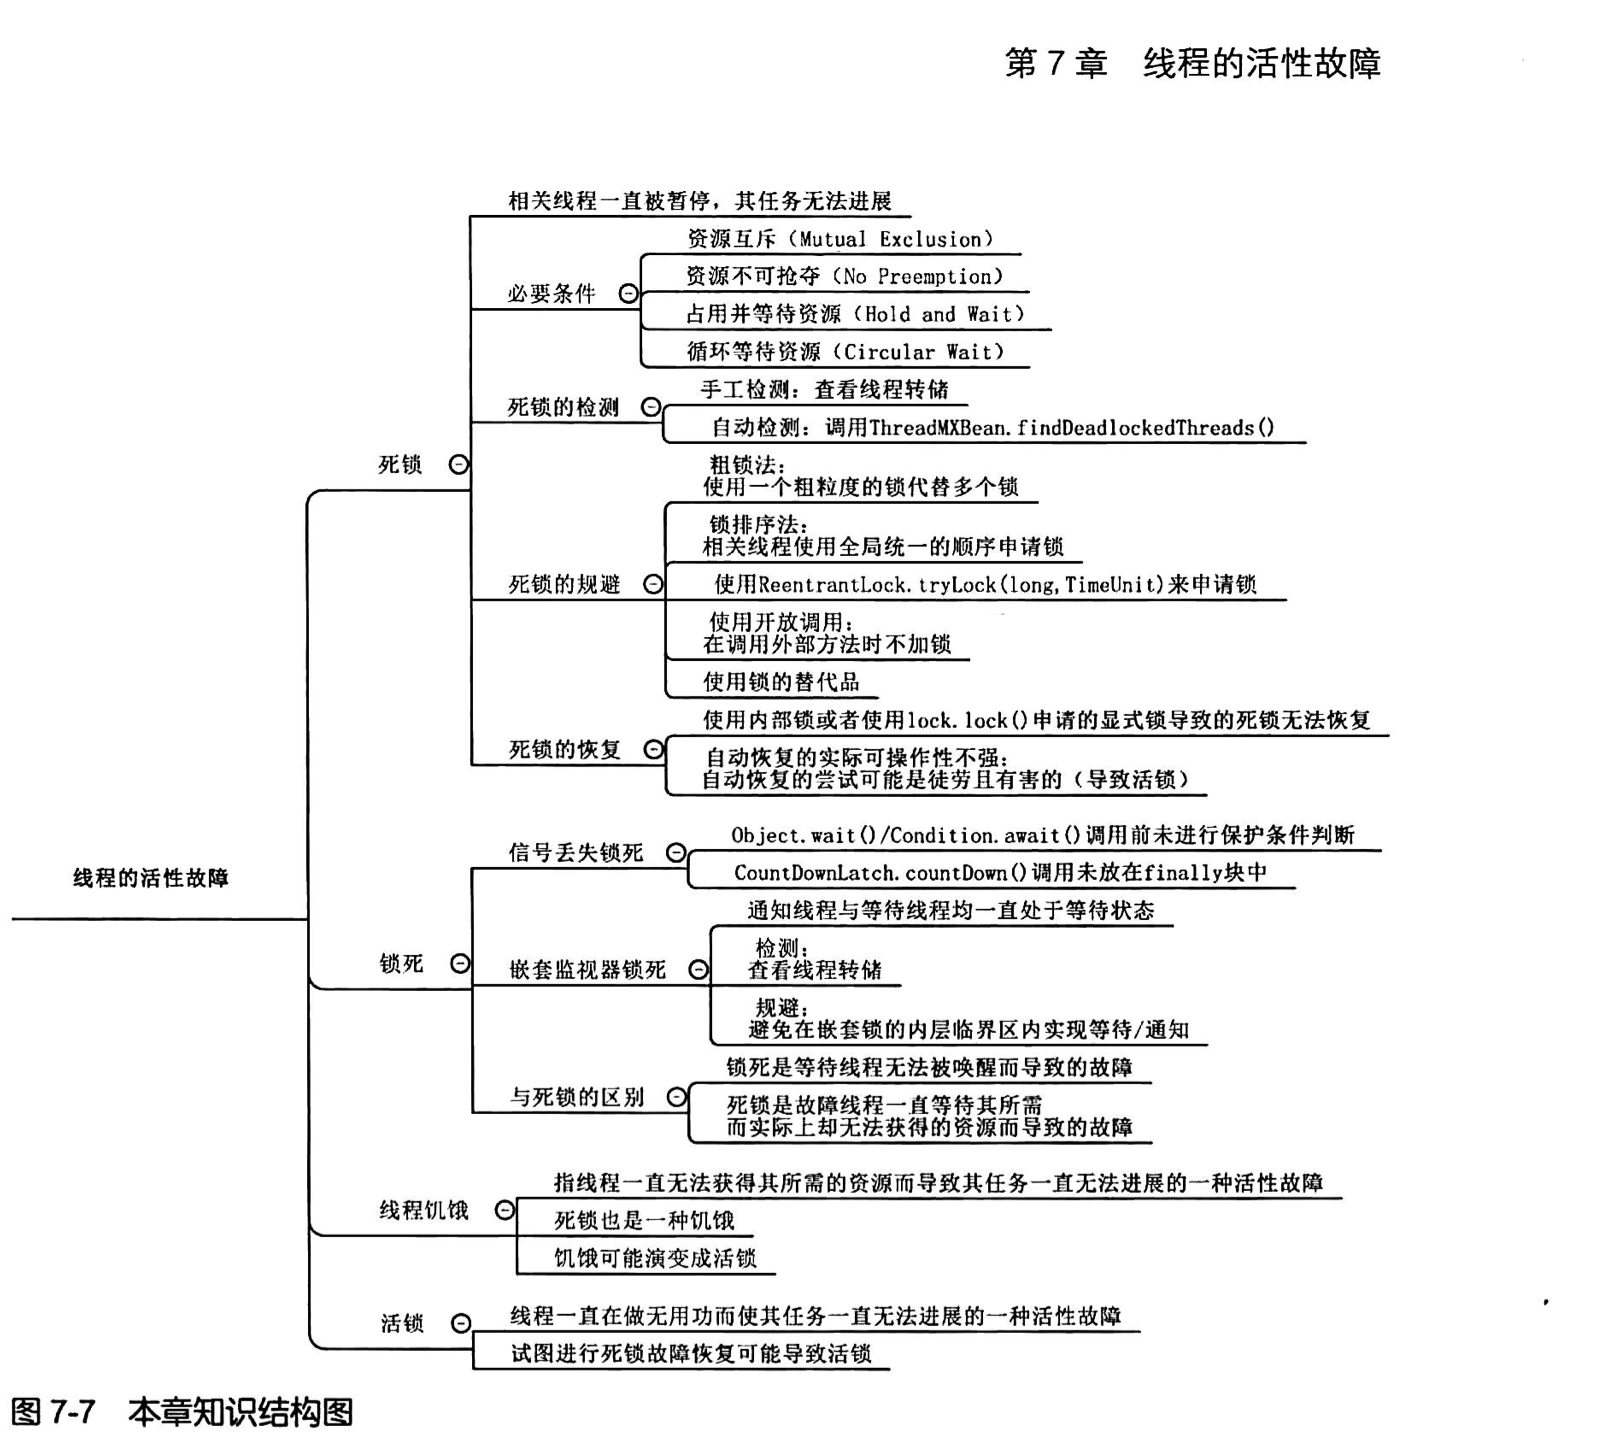 第 7 章 线程的活性故障
相关线程一直被暂停，其任务无法进展
资源互斥（Mutual Exclusion）
资源不可抢夺（No Preemption）
必要条件
占用并等待资源（Hold and Wait）
循环等待资源（Circular Wait）
手工检测：查看线程转储
死锁的检测
自动检测：调用ThreadMXBean.findDeadlockedThreads()
死锁
粗锁法：
使用一个粗粒度的锁代替多个锁
锁排序法：
相关线程使用全局统一的顺序申请锁
死锁的规避
使用ReentrantLock.tryLock(long,TimeUnit)来申请锁
使用开放调用：
在调用外部方法时不加锁
使用锁的替代品
使用内部锁或者使用lock.lock()申请的显式锁导致的死锁无法恢复
死锁的恢复
自动恢复的实际可操作性不强：
自动恢复的尝试可能是徒劳且有害的（导致活锁）
Object.wait()/Condition.await()调用前未进行保护条件判断
信号丢失锁死
CountDownLatch.countDown()调用未放在finally块中
线程的活性故障
通知线程与等待线程均一直处于等待状态
锁死
检测：
查看线程转储
嵌套监视器锁死
规避：
避免在嵌套锁的内层临界区内实现等待/通知
锁死是等待线程无法被唤醒而导致的故障
与死锁的区别
死锁是故障线程一直等待其所需
而实际上却无法获得的资源而导致的故障
指线程一直无法获得其所需的资源而导致其任务一直无法进展的一种活性故障
线程饥饿
死锁也是一种饥饿
饥饿可能演变成活锁
线程一直在做无用功而使其任务一直无法进展的一种活性故障
活锁
试图进行死锁故障恢复可能导致活锁
图 7-7 本章知识结构图